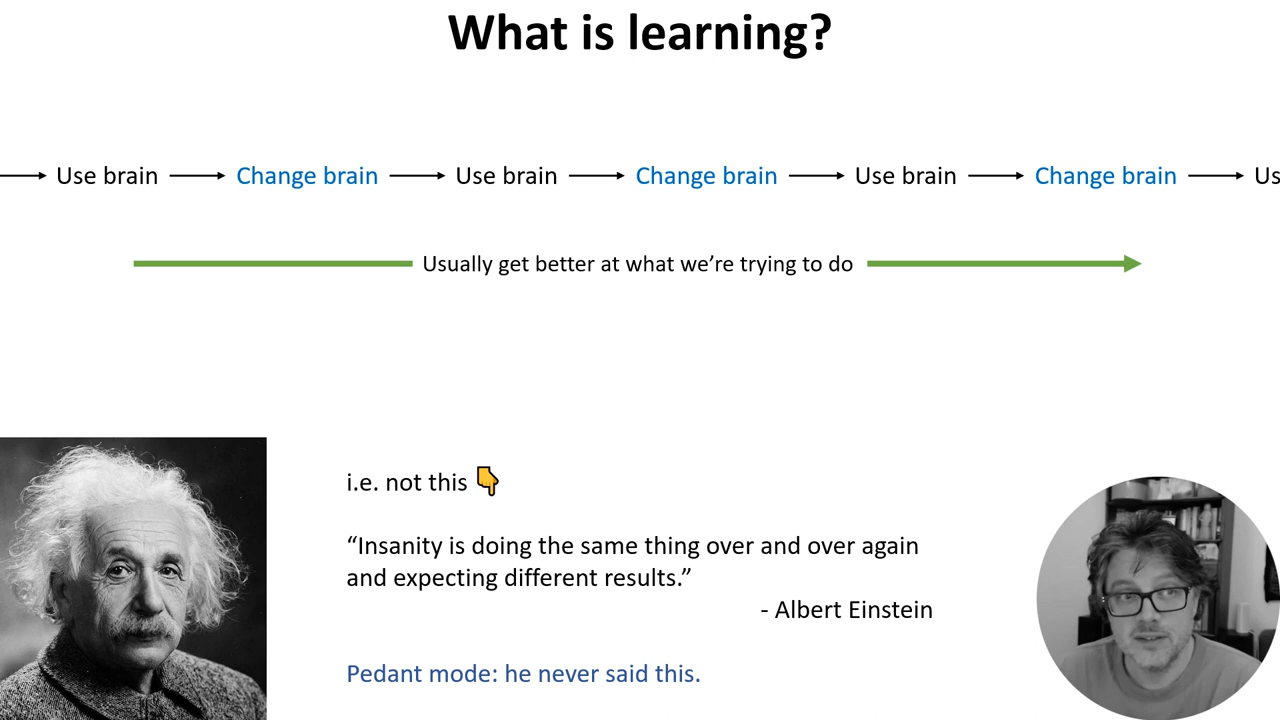 What is learning?
Use brain Change brain Use brain Change brain Use brain Change brain Us
Usually get better at what we’re trying to do
i.e. not this 👇
“Insanity is doing the same thing over and over again
and expecting different results.”
- Albert Einstein
Pedant mode: he never said this.